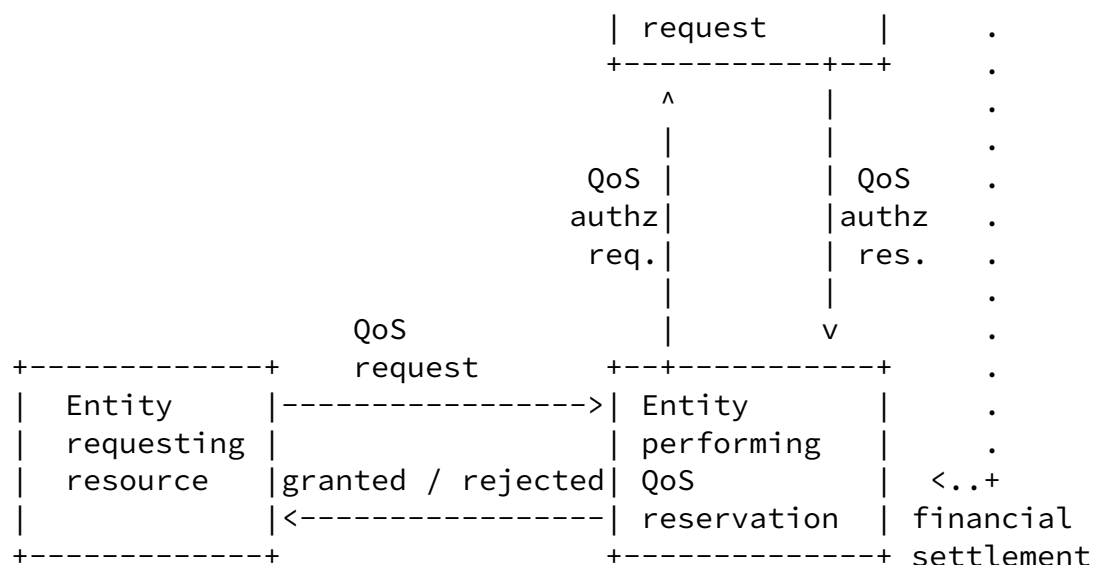 | request       |     .
+-----------+--+      .
^         |         .
|         |         .
QoS |         | QoS     .
authz|         |authz    .
req.|         | res.    .
|         |         .
QoS               |         v         .
+-------------+    request       +--+-----------+      .
|  Entity     |----------------->| Entity       |      .
|  requesting |                  | performing   |      .
|  resource   |granted / rejected| QoS          |  <..+
|             |<-----------------| reservation  | financial
+-------------+                  +--------------+ settlement